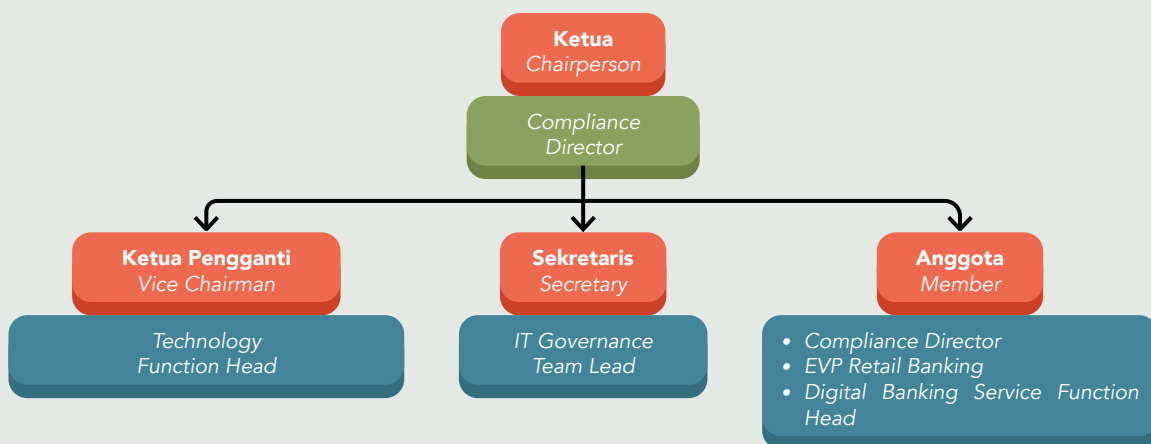 Ketua
Chairperson
Compliance
Director
Ketua Pengganti
Vice Chairman
Technology
Function Head
Sekretaris
Secretary
IT Governance
Team Lead
Anggota
Member
• Compliance Director
• EVP Retail Banking
• Digital Banking Service Function
Head